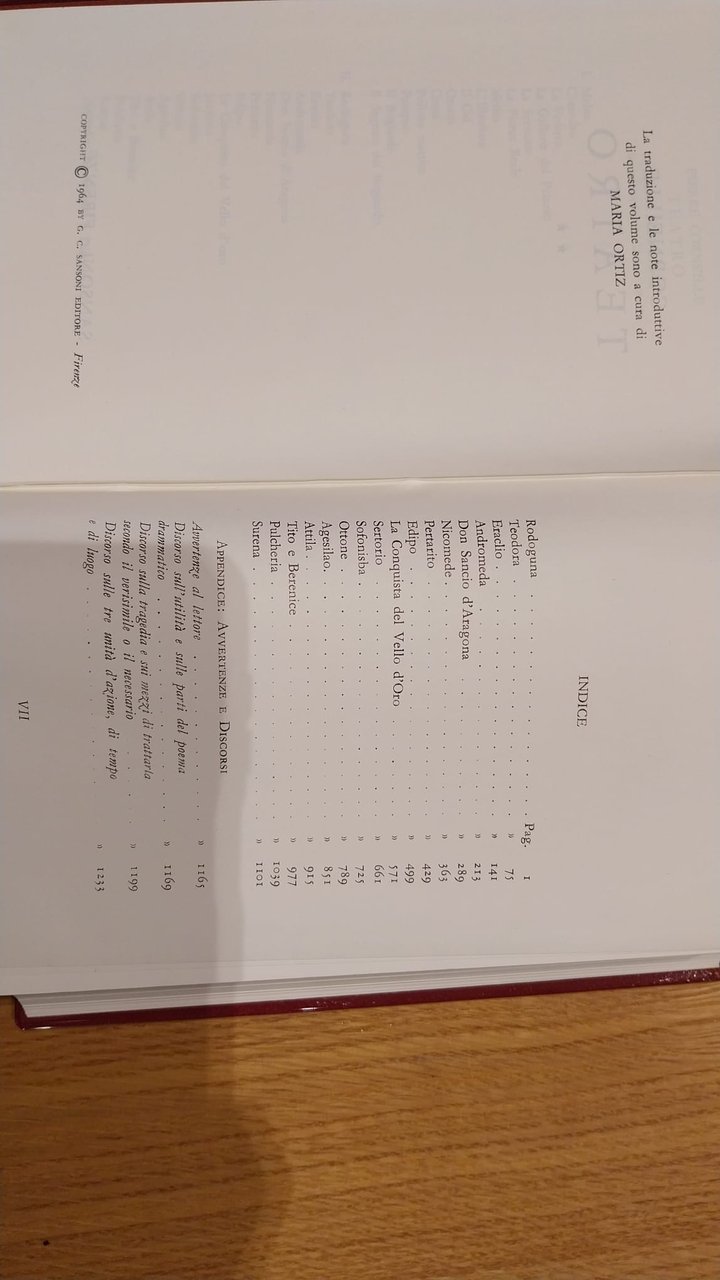 La traduzione e le note introduttive
di questo volume sono a cura di
MARIA ORTIZ
COPYRIGHT © 1964 BY G. C. SANSONI EDITORE - Firenze
INDICE
Rodoguna . . . . . . . . . . . . . . Pag. 1
Teodora . . . . . . . . . . . . . . » 75
Eraclio . . . . . . . . . . . . . . » 141
Andromeda . . . . . . . . . . . . . » 213
Don Sancio d'Aragona . . . . . . . . » 289
Nicomede . . . . . . . . . . . . . . » 363
Pertarito . . . . . . . . . . . . . » 429
Edipo . . . . . . . . . . . . . . . » 499
La Conquista del Vello d'Oro . . . . » 571
Sertorio . . . . . . . . . . . . . . » 661
Sofonisba . . . . . . . . . . . . . » 725
Ottone . . . . . . . . . . . . . . . » 789
Agesilao . . . . . . . . . . . . . . » 851
Attila . . . . . . . . . . . . . . . » 915
Tito e Berenice . . . . . . . . . . » 977
Pulcheria . . . . . . . . . . . . . » 1039
Surena . . . . . . . . . . . . . . . » 1101
APPENDICE: AVVERTENZE E DISCORSI
Avvertenze al lettore . . . . . . . » 1165
Discorso sull'utilità e sulle parti del poema
drammatico . . . . . . . . . . . . . » 1169
Discorso sulla tragedia e sui mezzi di trattarla
secondo il verisimile o il necessario . . . » 1199
Discorso sulle tre unità d'azione, di tempo
e di luogo . . . . . . . . . . . . . » 1233
VII